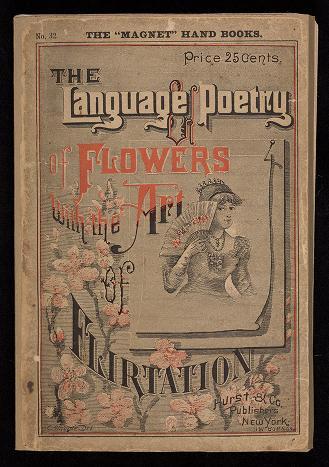 No. 32
THE "MAGNET" HAND BOOKS.
Price 25 Cents.
THE
Language & Poetry
of FLOWERS
with the Art
of
FLIRTATION
Hurst & Co.
Publishers
New York.